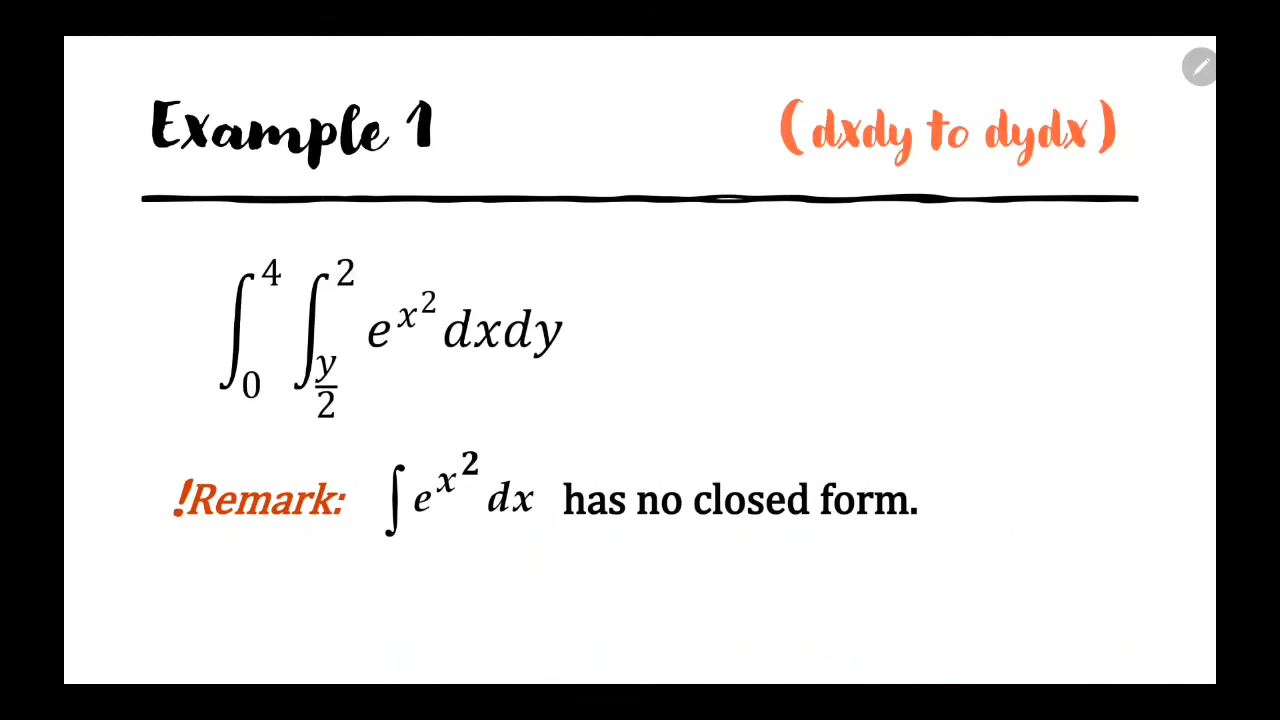 Example 1 (dxdy to dydx)
∫_0^4 ∫_{y/2}^2 e^{x^2} dxdy
!Remark: ∫ e^{x^2} dx has no closed form.